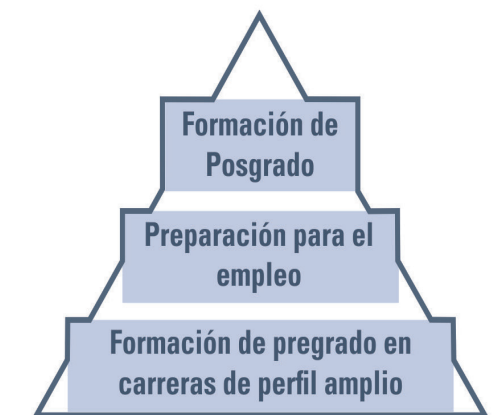 Formación de
Posgrado
Preparación para el
empleo
Formación de pregrado en
carreras de perfil amplio